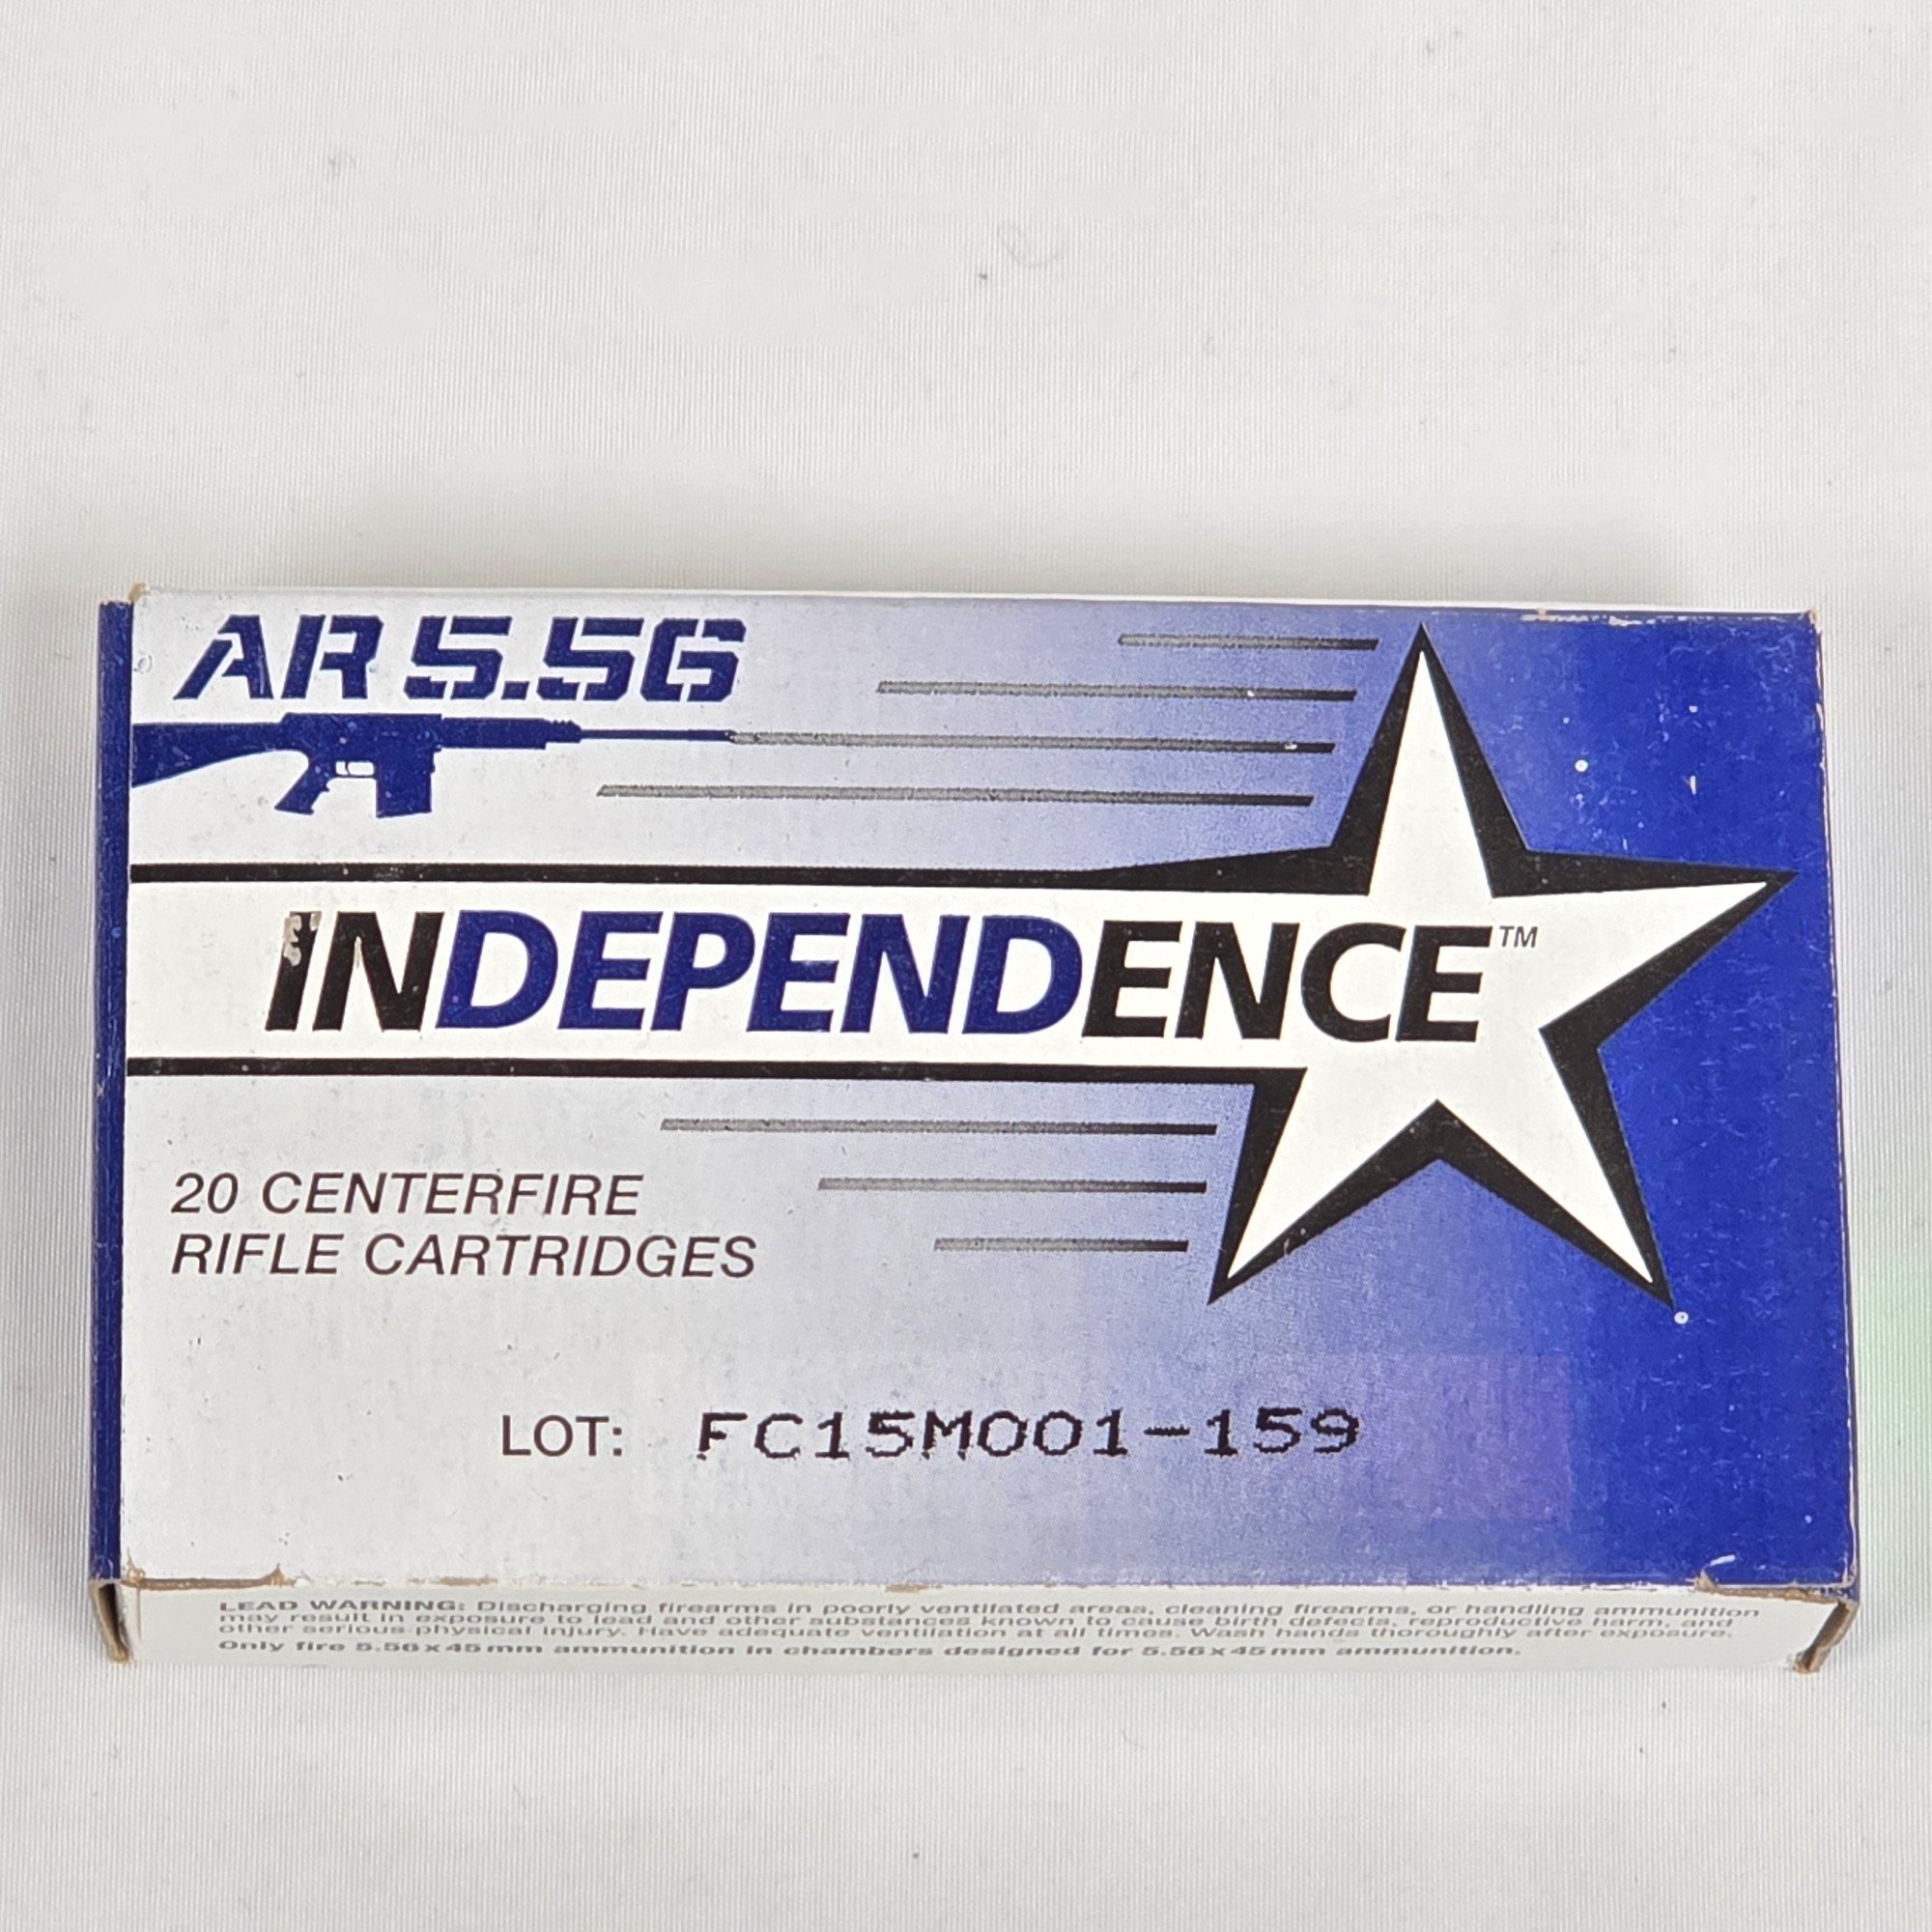 AR 5.56
INDEPENDENCE™
20 CENTERFIRE
RIFLE CARTRIDGES
LOT: FC15M001-159
LEAD WARNING: Discharging firearms in poorly ventilated areas, cleaning firearms, or handling ammunition
may result in exposure to lead and other substances known to cause birth defects, reproductive harm, and
other serious physical injury. Have adequate ventilation at all times. Wash hands thoroughly after exposure.
Only fire 5.56x45mm ammunition in chambers designed for 5.56x45mm ammunition.